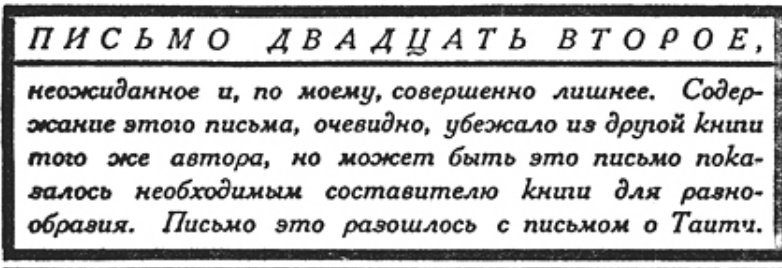 ПИСЬМО ДВАДЦАТЬ ВТОРОЕ,
неожиданное и, по моему, совершенно лишнее. Содер-
жание этого письма, очевидно, убежало из другой книги
того же автора, но может быть это письмо пока-
залось необходимым составителю книги для разно-
образия. Письмо это разошлось с письмом о Таити.